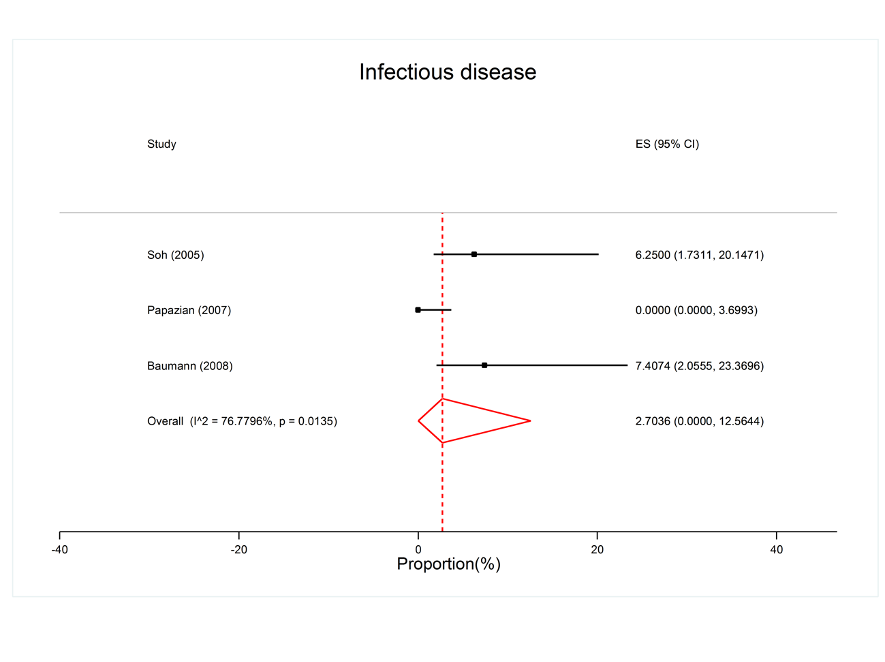 Infectious disease
Study ES (95% CI)
Soh (2005) 6.2500 (1.7311, 20.1471)
Papazian (2007) 0.0000 (0.0000, 3.6993)
Baumann (2008) 7.4074 (2.0555, 23.3696)
Overall (I^2 = 76.7796%, p = 0.0135) 2.7036 (0.0000, 12.5644)
-40 -20 0 20 40
Proportion(%)